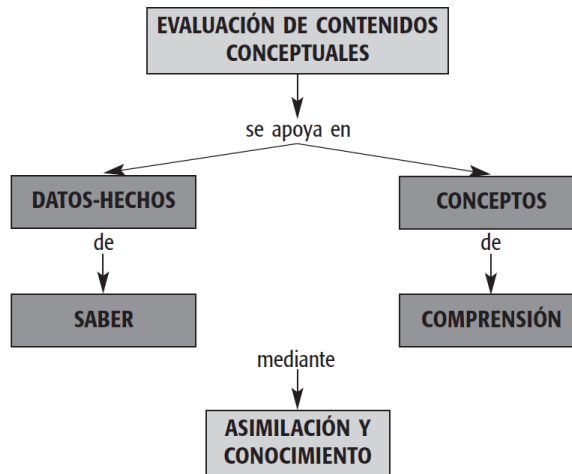 EVALUACIÓN DE CONTENIDOS
CONCEPTUALES
se apoya en
DATOS-HECHOS
CONCEPTOS
de
de
SABER
COMPRENSIÓN
mediante
ASIMILACIÓN Y
CONOCIMIENTO